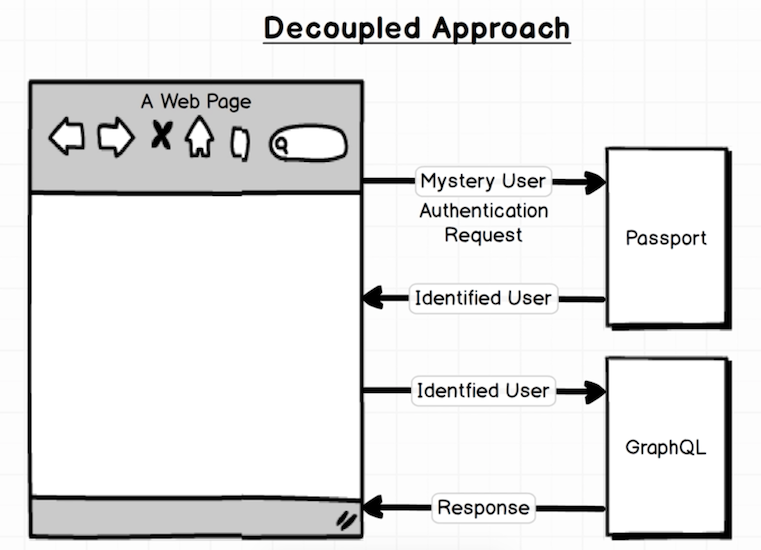 Decoupled Approach
A Web Page
Mystery User
Authentication
Request
Passport
Identified User
Identfied User
GraphQL
Response